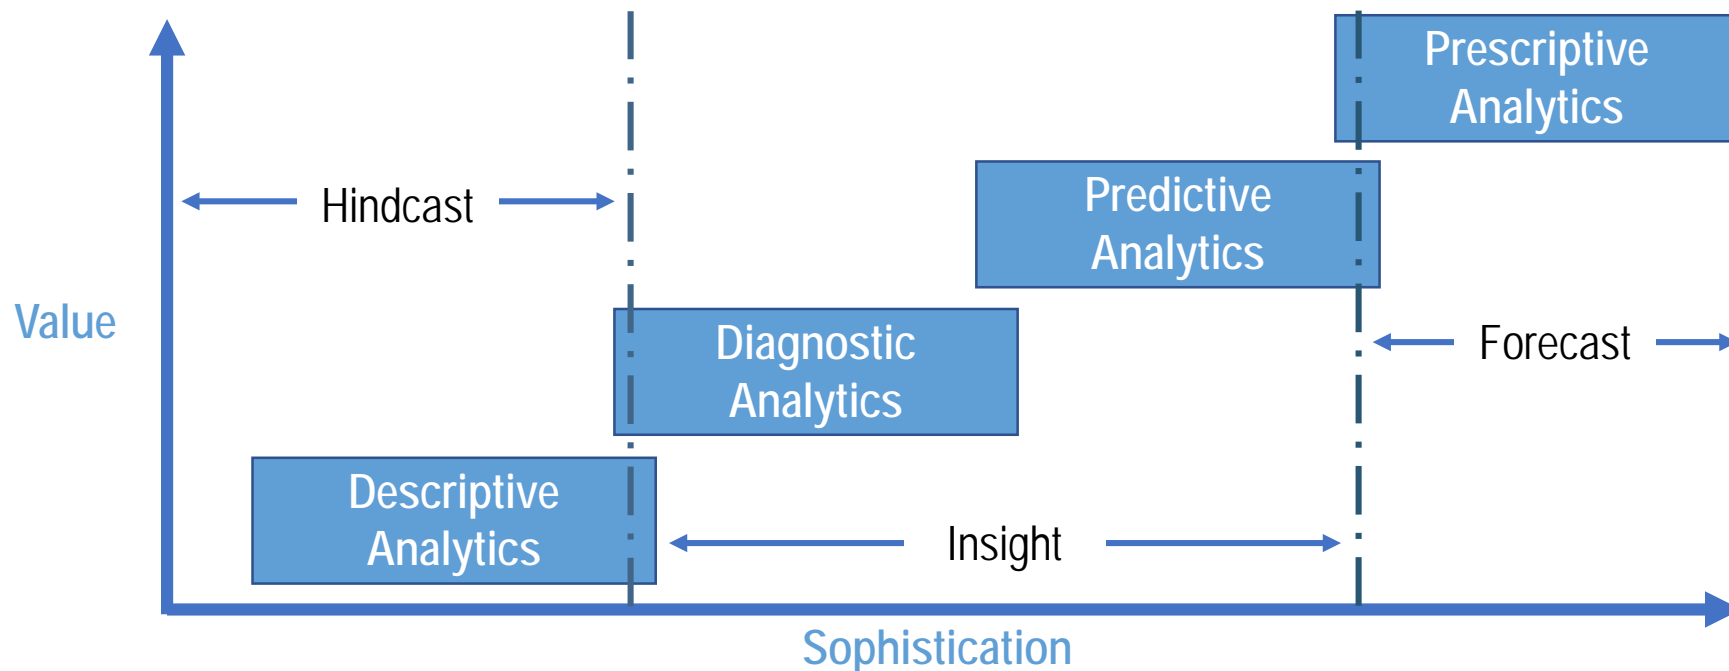 Prescriptive
Analytics
Predictive
Analytics
Hindcast
Value
Diagnostic
Analytics
Forecast
Descriptive
Analytics
Insight
Sophistication